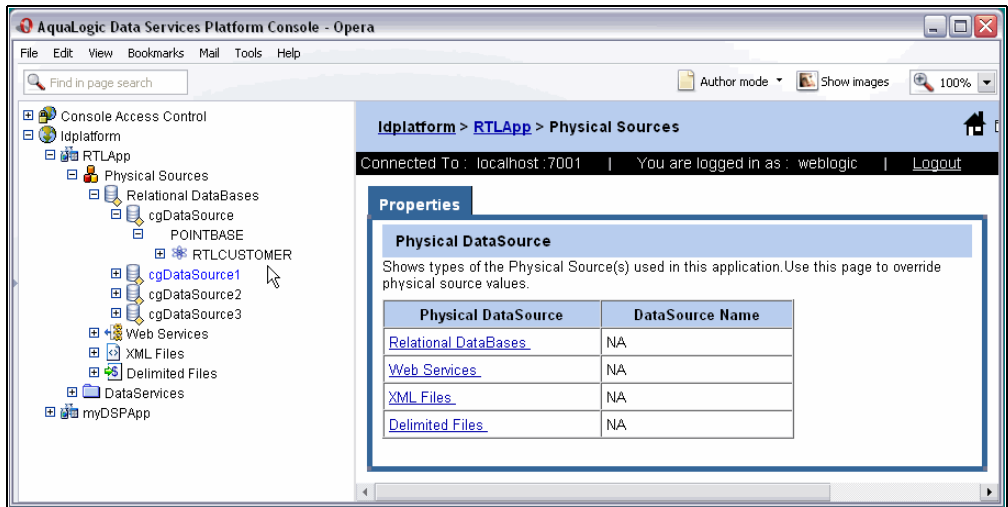 AquaLogic Data Services Platform Console - Opera
File Edit View Bookmarks Mail Tools Help
Find in page search
Author mode
Show images
100%
Console Access Control
ldplatform
RTLApp
Physical Sources
Relational DataBases
cgDataSource
POINTBASE
RTLCUSTOMER
cgDataSource1
cgDataSource2
cgDataSource3
Web Services
XML Files
Delimited Files
DataServices
myDSPApp
ldplatform > RTLApp > Physical Sources
Connected To : localhost :7001 | You are logged in as : weblogic | Logout
Properties
Physical DataSource
Shows types of the Physical Source(s) used in this application.Use this page to override
physical source values.
Physical DataSource DataSource Name
Relational DataBases NA
Web Services NA
XML Files NA
Delimited Files NA